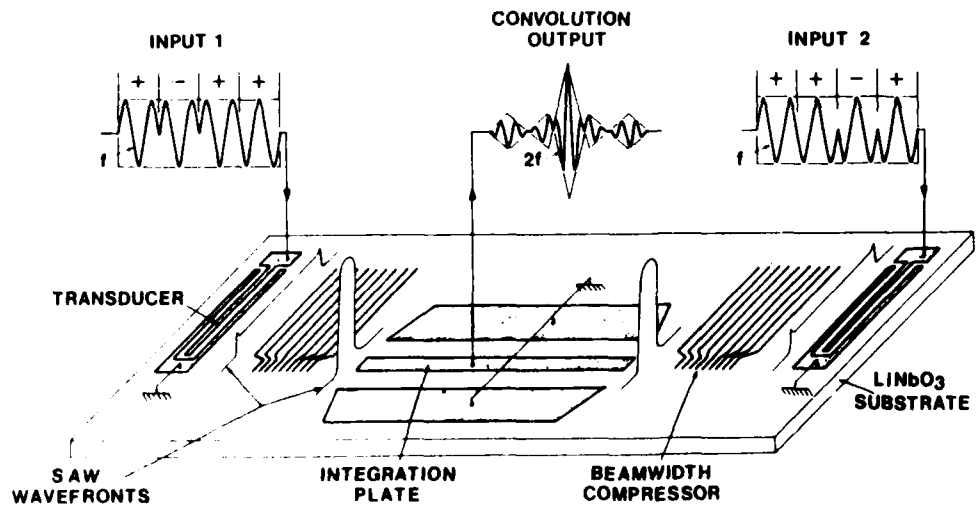 INPUT 1
CONVOLUTION
OUTPUT
INPUT 2
+ - + +
+ + - +
f
2f
f
TRANSDUCER
LiNbO3
SUBSTRATE
SAW
WAVEFRONTS
INTEGRATION
PLATE
BEAMWIDTH
COMPRESSOR